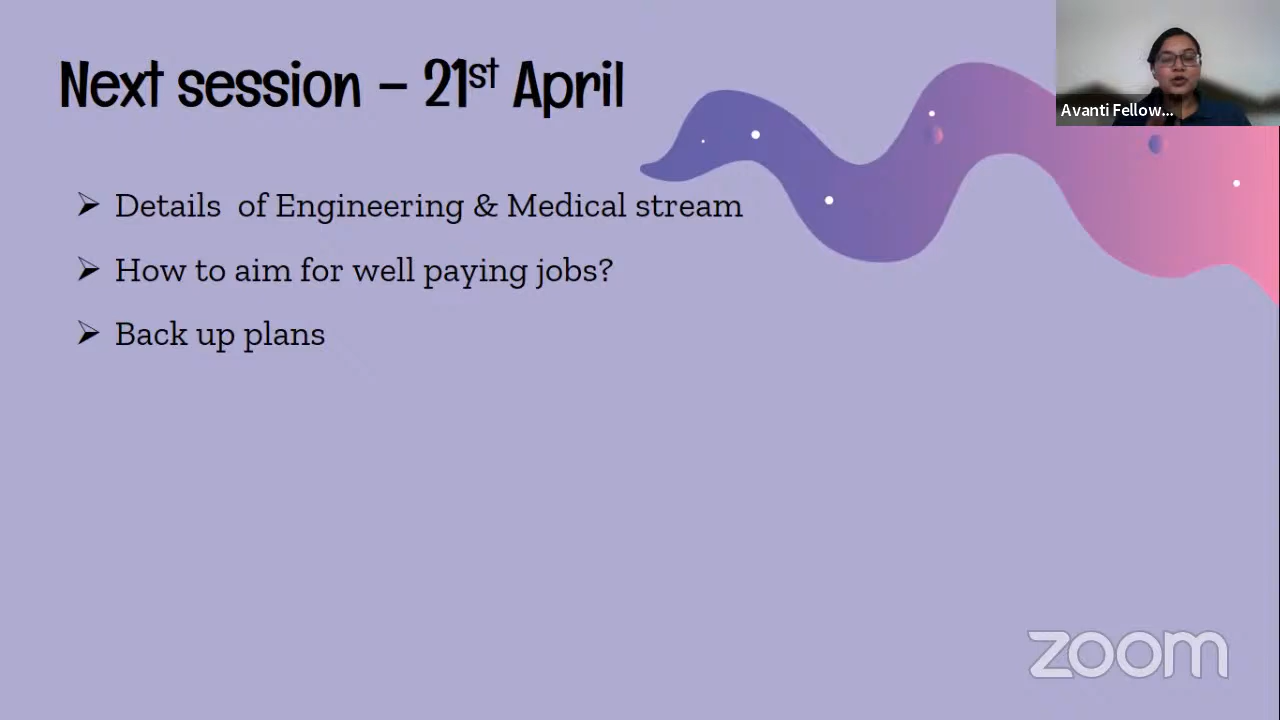 Next session – 21st April
Avanti Fellow...
➢ Details of Engineering & Medical stream
➢ How to aim for well paying jobs?
➢ Back up plans
zoom